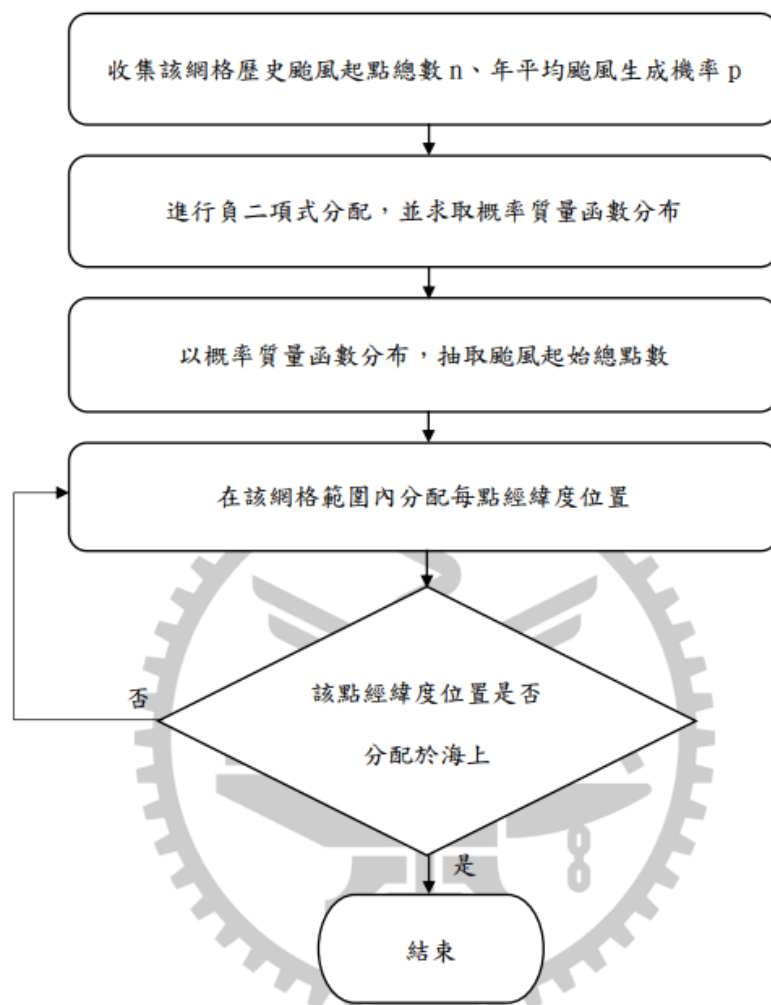 收集該網格歷史颱風起點總數 n、年平均颱風生成機率 p
進行負二項式分配，並求取概率質量函數分布
以概率質量函數分布，抽取颱風起始總點數
在該網格範圍內分配每點經緯度位置
該點經緯度位置是否
分配於海上
否
是
結束